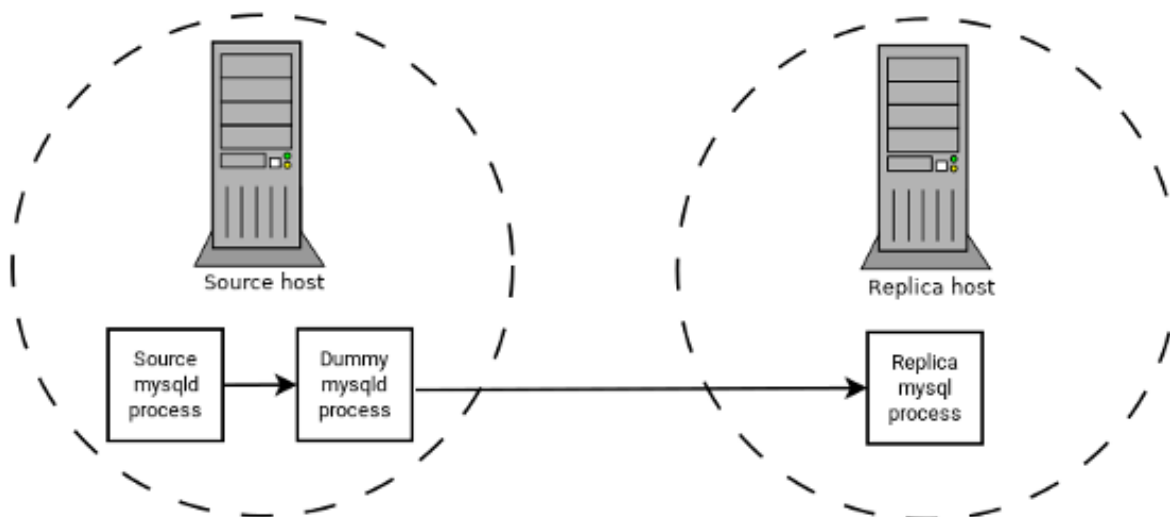 Source host
Replica host
Source
mysqld
process
Dummy
mysqld
process
Replica
mysql
process